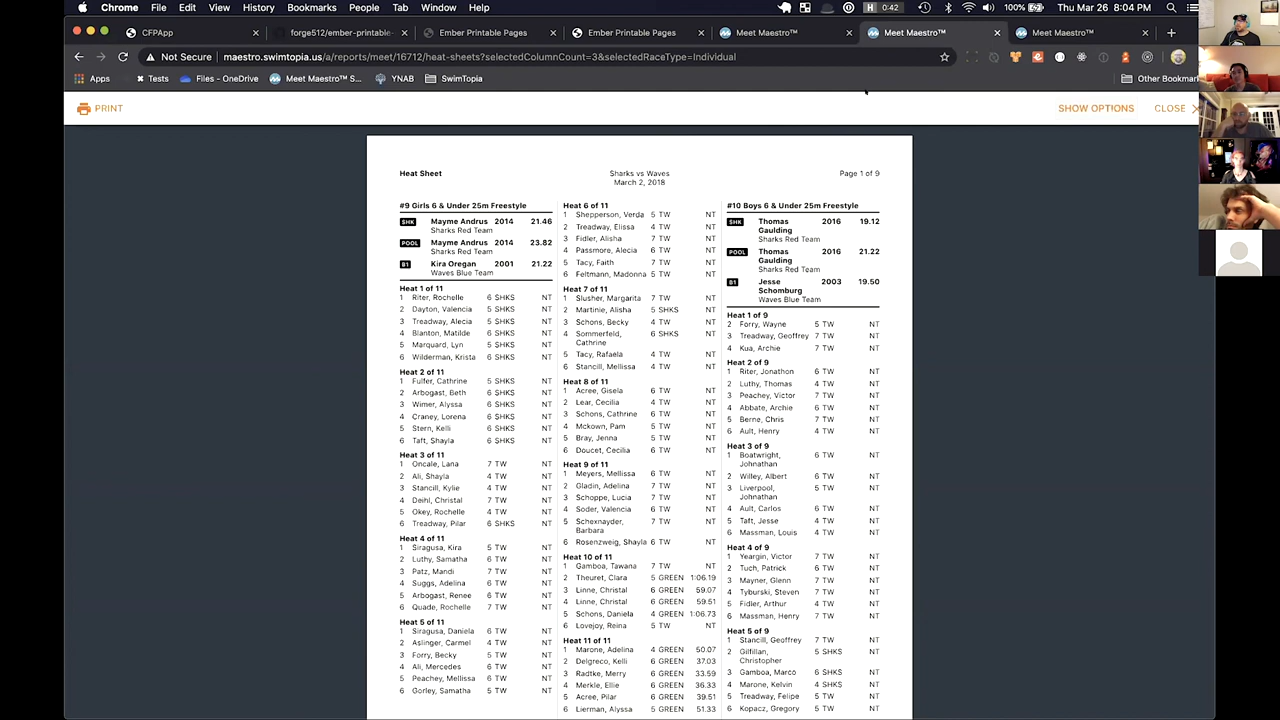 Chrome File Edit View History Bookmarks People Tab Window Help 0:42 100% Thu Mar 26 8:04 PM
CFPApp forge512/ember-printable- Ember Printable Pages Ember Printable Pages Meet Maestro™ Meet Maestro™ Meet Maestro™
Not Secure maestro.swimtopia.us/a/reports/meet/16712/heat-sheets?selectedColumnCount=3&selectedRaceType=Individual
Apps Tests Files - OneDrive Meet Maestro™ S... YNAB SwimTopia Other Bookmar
PRINT SHOW OPTIONS CLOSE
Heat Sheet Sharks vs Waves Page 1 of 9
March 2, 2018
#9 Girls 6 & Under 25m Freestyle
SHK Mayme Andrus 2014 21.46
Sharks Red Team
POOL Mayme Andrus 2014 23.82
Sharks Red Team
B1 Kira Oregan 2001 21.22
Waves Blue Team
Heat 1 of 11
1 Riter, Rochelle 6 SHKS NT
2 Dayton, Valencia 5 SHKS NT
3 Treadway, Alecia 5 SHKS NT
4 Blanton, Matilde 6 SHKS NT
5 Marquard, Lyn 5 SHKS NT
6 Wilderman, Krista 6 SHKS NT
Heat 2 of 11
1 Fulfer, Cathrine 5 SHKS NT
2 Arbogast, Beth 6 SHKS NT
3 Wimer, Alyssa 6 SHKS NT
4 Craney, Lorena 6 SHKS NT
5 Stern, Kelli 6 SHKS NT
6 Taft, Shayla 6 SHKS NT
Heat 3 of 11
1 Oncale, Lana 7 TW NT
2 Ali, Shayla 4 TW NT
3 Stancill, Kylie 4 TW NT
4 Deihl, Christal 7 TW NT
5 Okey, Rochelle 4 TW NT
6 Treadway, Pilar 6 SHKS NT
Heat 4 of 11
1 Siragusa, Kira 5 TW NT
2 Luthy, Samatha 6 TW NT
3 Patz, Mandi 7 TW NT
4 Suggs, Adelina 6 TW NT
5 Arbogast, Renee 6 TW NT
6 Quade, Rochelle 7 TW NT
Heat 5 of 11
1 Siragusa, Daniela 6 TW NT
2 Aslinger, Carmel 4 TW NT
3 Forry, Becky 5 TW NT
4 Ali, Mercedes 6 TW NT
5 Peachey, Mellissa 6 TW NT
6 Gorley, Samatha 5 TW NT
Heat 6 of 11
1 Shepperson, Verda 5 TW NT
2 Treadway, Elissa 4 TW NT
3 Fidler, Alisha 7 TW NT
4 Passmore, Alecia 6 TW NT
5 Tacy, Faith 7 TW NT
6 Feltmann, Madonna 5 TW NT
Heat 7 of 11
1 Slusher, Margarita 7 TW NT
2 Martinie, Alisha 5 SHKS NT
3 Schons, Becky 4 TW NT
4 Sommerfeld, 6 SHKS NT
Cathrine
5 Tacy, Rafaela 4 TW NT
6 Stancill, Mellissa 4 TW NT
Heat 8 of 11
1 Acree, Gisela 6 TW NT
2 Lear, Cecilia 4 TW NT
3 Schons, Cathrine 6 TW NT
4 Mckown, Pam 5 TW NT
5 Bray, Jenna 5 TW NT
6 Doucet, Cecilia 6 TW NT
Heat 9 of 11
1 Meyers, Mellissa 6 TW NT
2 Gladin, Adelina 5 TW NT
3 Schoppe, Lucia 7 TW NT
4 Soder, Valencia 6 TW NT
5 Schexnayder, 7 TW NT
Barbara
6 Rosenzweig, Shayla 6 TW NT
Heat 10 of 11
1 Gamboa, Tawana 7 TW NT
2 Theuret, Clara 5 GREEN 1:06.19
3 Linne, Christal 6 GREEN 59.07
4 Linne, Christal 6 GREEN 59.51
5 Schons, Daniela 4 GREEN 1:06.73
6 Lovejoy, Reina 5 TW NT
Heat 11 of 11
1 Marone, Adelina 4 GREEN 50.07
2 Delgreco, Kelli 6 GREEN 37.03
3 Radtke, Merry 6 GREEN 33.59
4 Merkle, Ellie 6 GREEN 36.33
5 Acree, Pilar 6 GREEN 39.51
6 Lierman, Alyssa 5 GREEN 51.33
#10 Boys 6 & Under 25m Freestyle
SHK Thomas 2016 19.12
Gaulding
Sharks Red Team
POOL Thomas 2016 21.22
Gaulding
Sharks Red Team
B1 Jesse 2003 19.50
Schomburg
Waves Blue Team
Heat 1 of 9
2 Forry, Wayne 5 TW NT
3 Treadway, Geoffrey 7 TW NT
4 Kua, Archie 7 TW NT
Heat 2 of 9
1 Riter, Jonathon 6 TW NT
2 Luthy, Thomas 4 TW NT
3 Peachey, Victor 7 TW NT
4 Abbate, Archie 6 TW NT
5 Berne, Chris 7 TW NT
6 Ault, Henry 4 TW NT
Heat 3 of 9
1 Boatwright, 6 TW NT
Johnathan
2 Willey, Albert 6 TW NT
3 Liverpool, 5 TW NT
Johnathan
4 Ault, Carlos 6 TW NT
5 Taft, Jesse 4 TW NT
6 Massman, Louis 4 TW NT
Heat 4 of 9
1 Yeargin, Victor 7 TW NT
2 Tuch, Patrick 6 TW NT
3 Mayner, Glenn 7 TW NT
4 Tyburski, Steven 7 TW NT
5 Fidler, Arthur 4 TW NT
6 Massman, Henry 7 TW NT
Heat 5 of 9
1 Stancill, Geoffrey 7 TW NT
2 Gilfillan, 5 SHKS NT
Christopher
3 Gamboa, Marco 6 SHKS NT
4 Marone, Kelvin 4 SHKS NT
5 Treadway, Felipe 5 TW NT
6 Kopacz, Gregory 7 TW NT